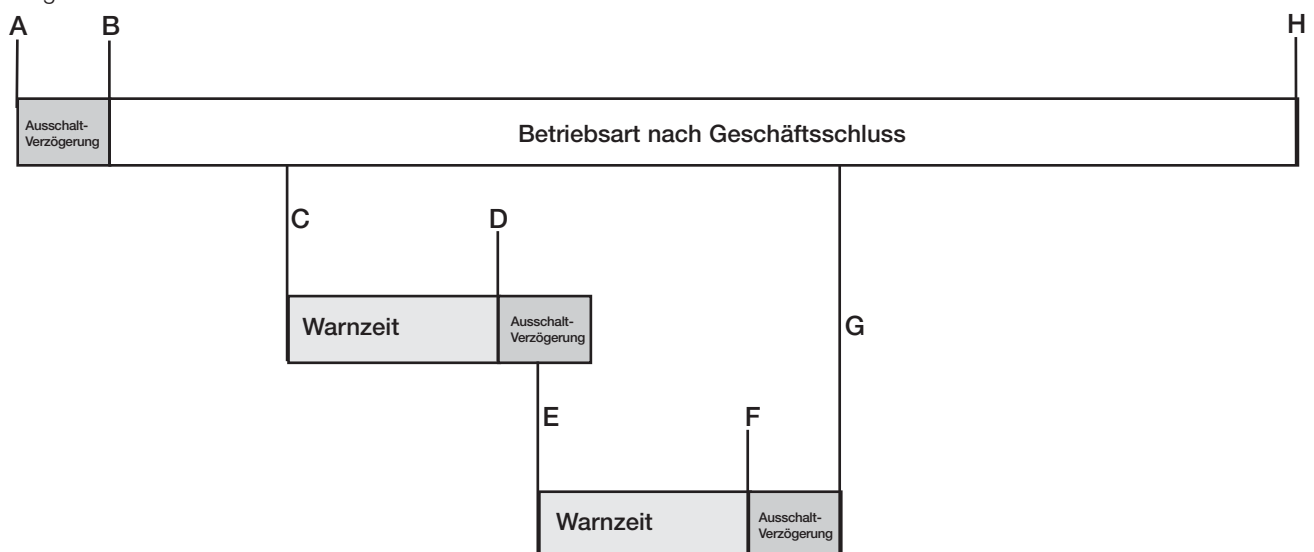 A B H
Ausschalt-
Verzögerung
Betriebsart nach Geschäftsschluss
C D
Warnzeit
Ausschalt-
Verzögerung
G
E F
Warnzeit
Ausschalt-
Verzögerung